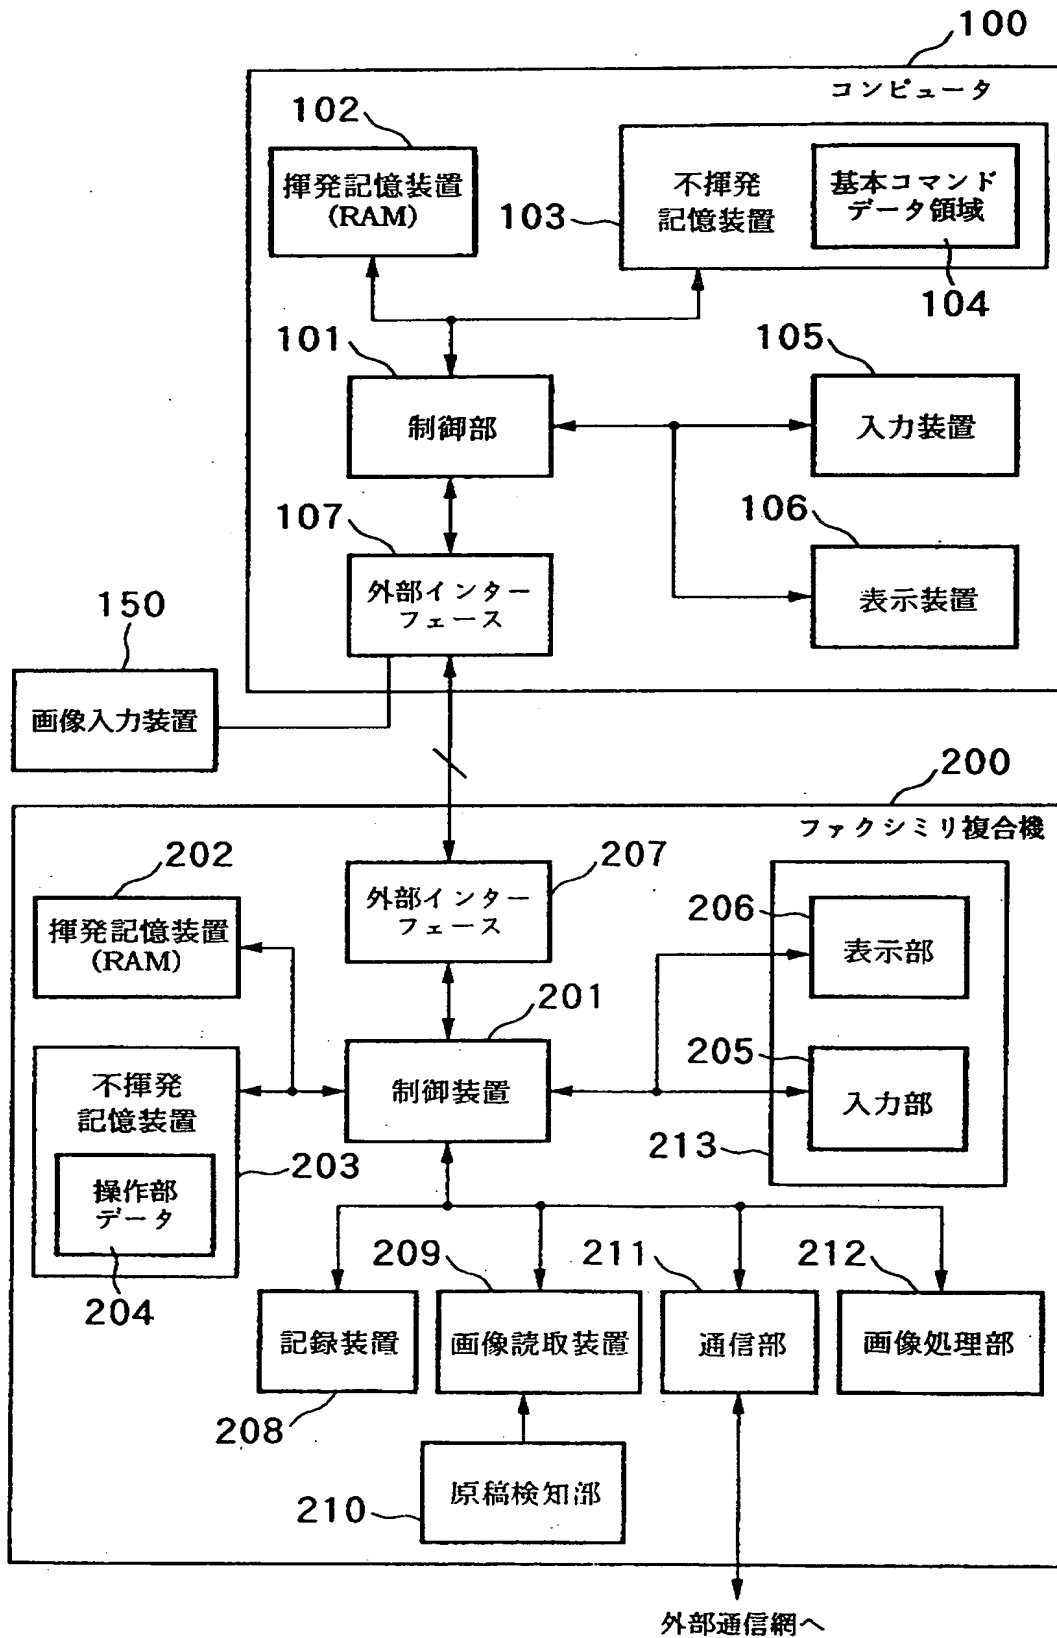 100
コンピュータ
102
揮発記憶装置
(RAM)
103
不揮発
記憶装置
基本コマンド
データ領域
104
101
制御部
105
入力装置
107
外部インター
フェース
106
表示装置
150
画像入力装置
200
ファクシミリ複合機
202
揮発記憶装置
(RAM)
207
外部インター
フェース
206
表示部
201
制御装置
205
入力部
213
不揮発
記憶装置
203
操作部
データ
204
209
211
212
記録装置
画像読取装置
通信部
画像処理部
208
210
原稿検知部
外部通信網へ